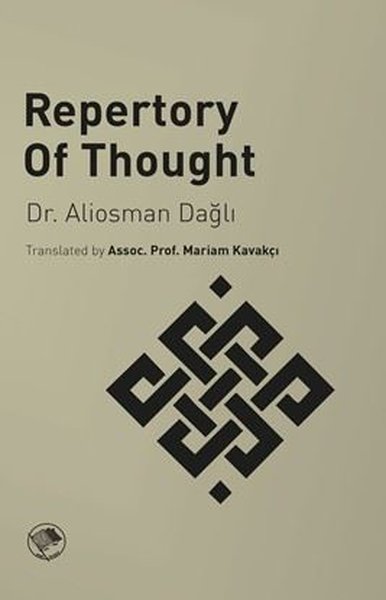 Repertory
Of Thought
Dr. Aliosman Dağlı
Translated by Assoc. Prof. Mariam Kavakçı